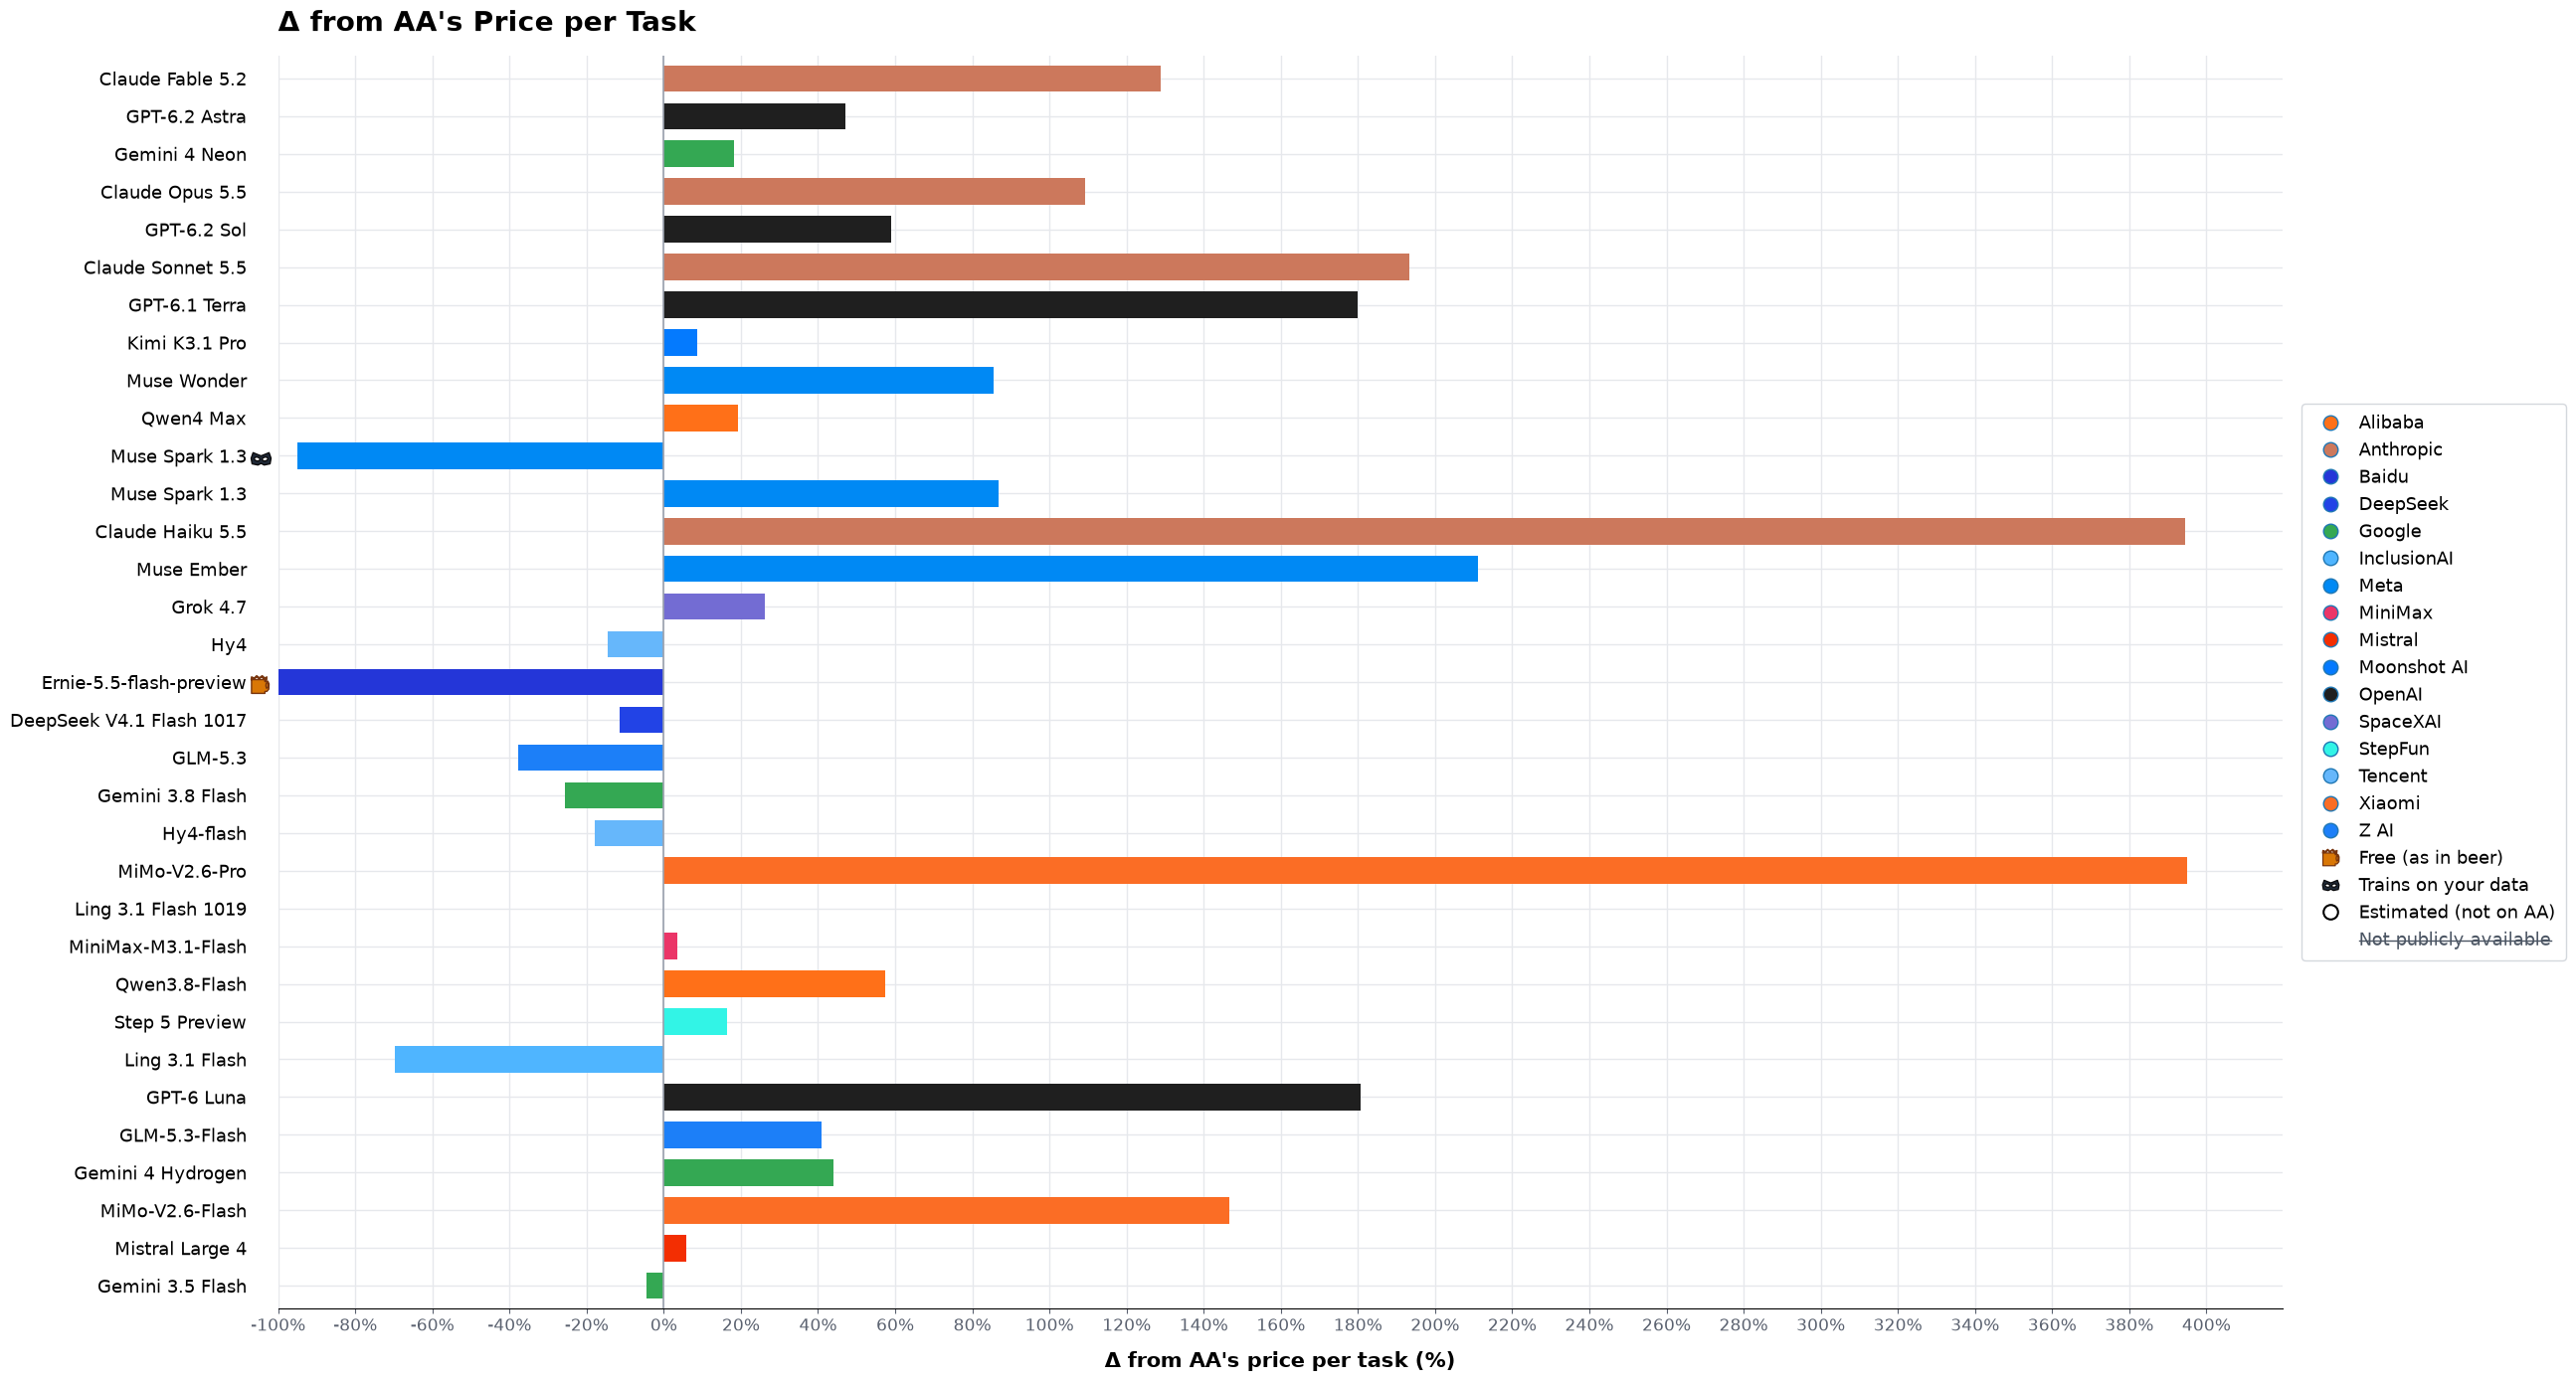 Δ from AA's Price per Task
Claude Fable 5.2
GPT-6.2 Astra
Gemini 4 Neon
Claude Opus 5.5
GPT-6.2 Sol
Claude Sonnet 5.5
GPT-6.1 Terra
Kimi K3.1 Pro
Muse Wonder
Qwen4 Max
Muse Spark 1.3
Muse Spark 1.3
Claude Haiku 5.5
Muse Ember
Grok 4.7
Hy4
Ernie-5.5-flash-preview
DeepSeek V4.1 Flash 1017
GLM-5.3
Gemini 3.8 Flash
Hy4-flash
MiMo-V2.6-Pro
Ling 3.1 Flash 1019
MiniMax-M3.1-Flash
Qwen3.8-Flash
Step 5 Preview
Ling 3.1 Flash
GPT-6 Luna
GLM-5.3-Flash
Gemini 4 Hydrogen
MiMo-V2.6-Flash
Mistral Large 4
Gemini 3.5 Flash
-100% -80% -60% -40% -20% 0% 20% 40% 60% 80% 100% 120% 140% 160% 180% 200% 220% 240% 260% 280% 300% 320% 340% 360% 380% 400%
Δ from AA's price per task (%)
Alibaba
Anthropic
Baidu
DeepSeek
Google
InclusionAI
Meta
MiniMax
Mistral
Moonshot AI
OpenAI
SpaceXAI
StepFun
Tencent
Xiaomi
Z AI
Free (as in beer)
Trains on your data
Estimated (not on AA)
Not publicly available